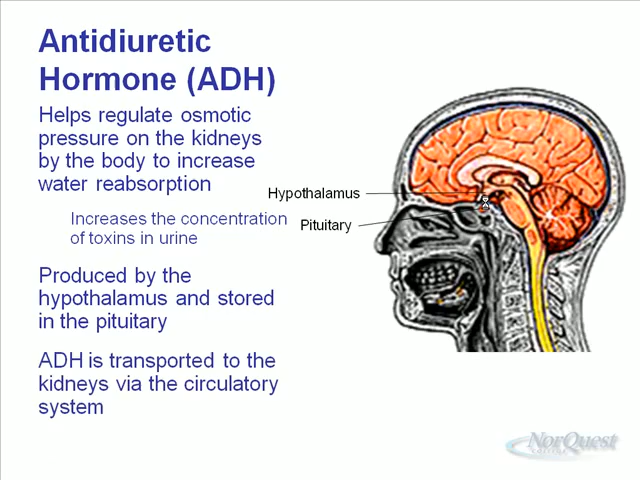 Antidiuretic
Hormone (ADH)
Helps regulate osmotic
pressure on the kidneys
by the body to increase
water reabsorption
Increases the concentration
of toxins in urine
Produced by the
hypothalamus and stored
in the pituitary
ADH is transported to the
kidneys via the circulatory
system
Hypothalamus
Pituitary
NorQuest
COLLEGE